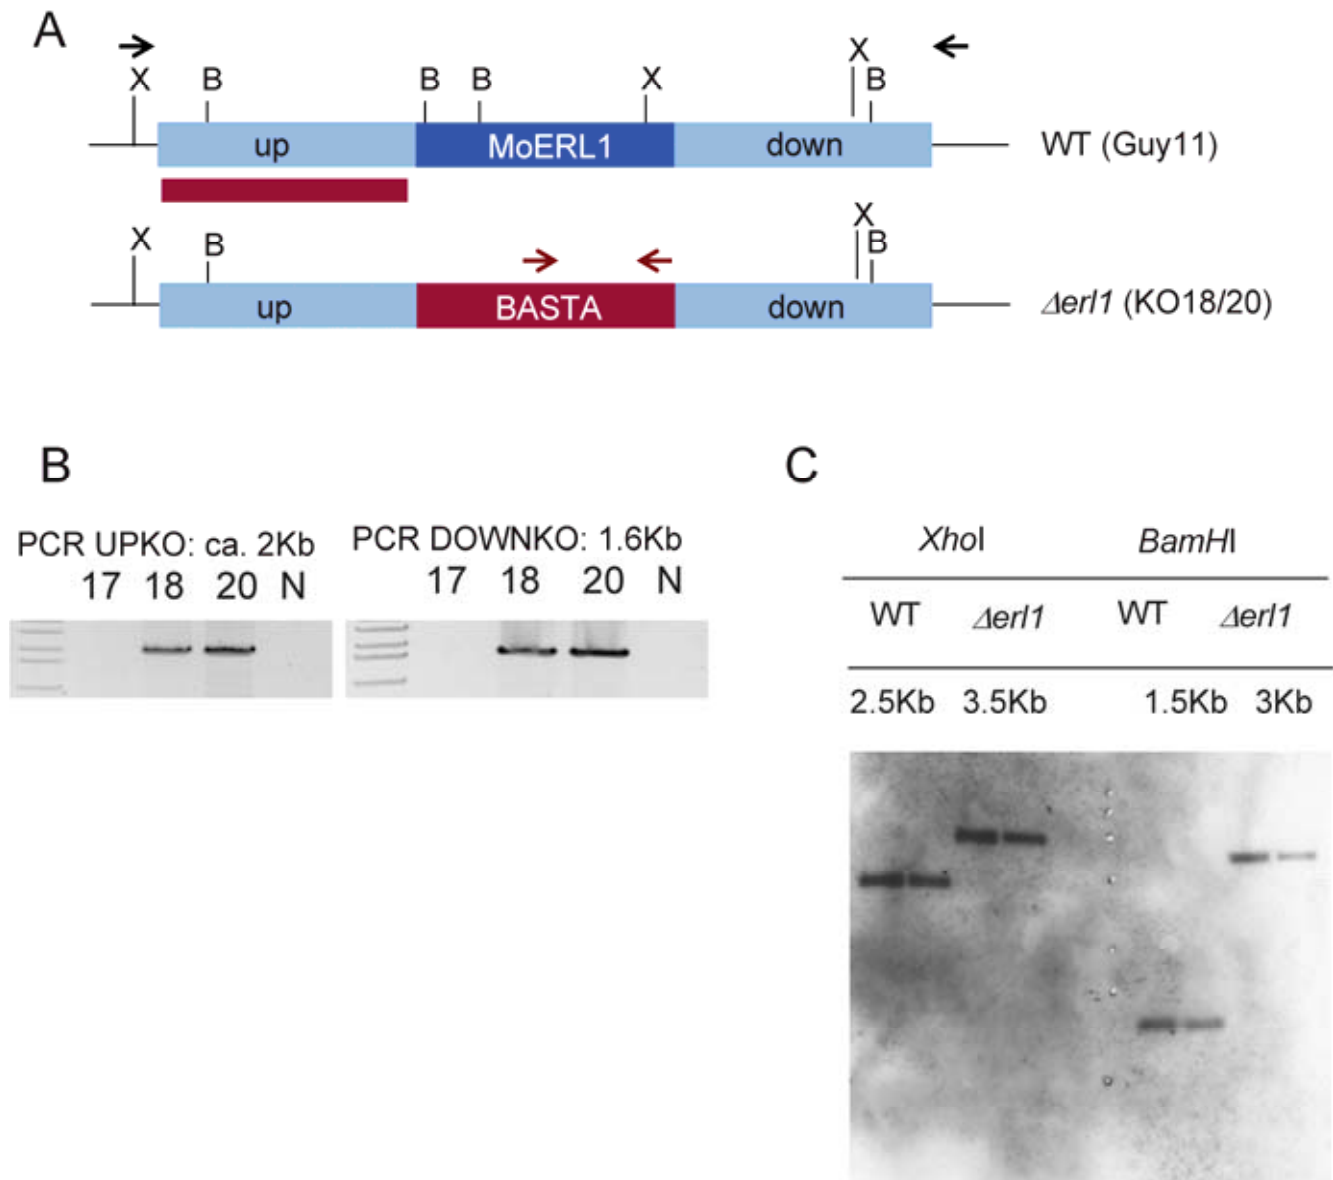 A
X B B B X X B
up MoERL1 down WT (Guy11)
X B X B
up BASTA down Δerl1 (KO18/20)
B
PCR UPKO: ca. 2Kb
17 18 20 N
PCR DOWNKO: 1.6Kb
17 18 20 N
C
XhoI BamHI
WT Δerl1 WT Δerl1
2.5Kb 3.5Kb 1.5Kb 3Kb